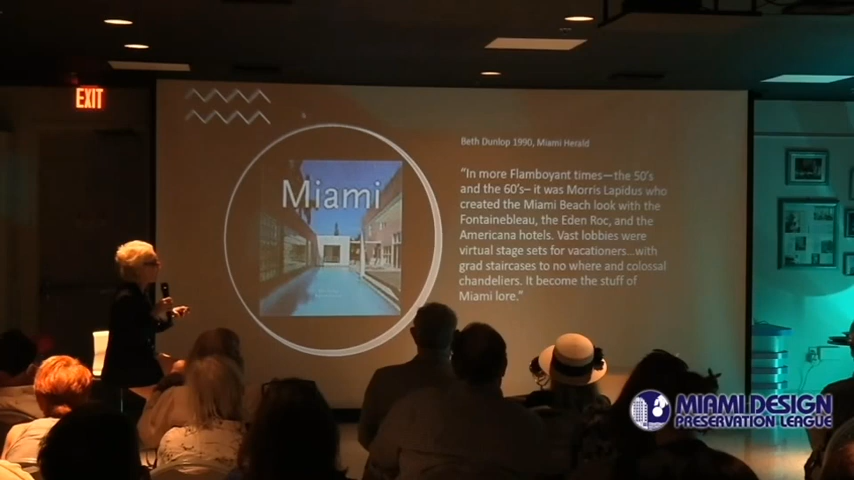 EXIT
Miami
Beth Dunlop 1990, Miami Herald
“In more Flamboyant times—the 50’s
and the 60’s– it was Morris Lapidus who
created the Miami Beach look with the
Fontainebleau, the Eden Roc, and the
Americana hotels. Vast lobbies were
virtual stage sets for vacationers...with
grad staircases to no where and colossal
chandeliers. It become the stuff of
Miami lore.”
MIAMI DESIGN
PRESERVATION LEAGUE